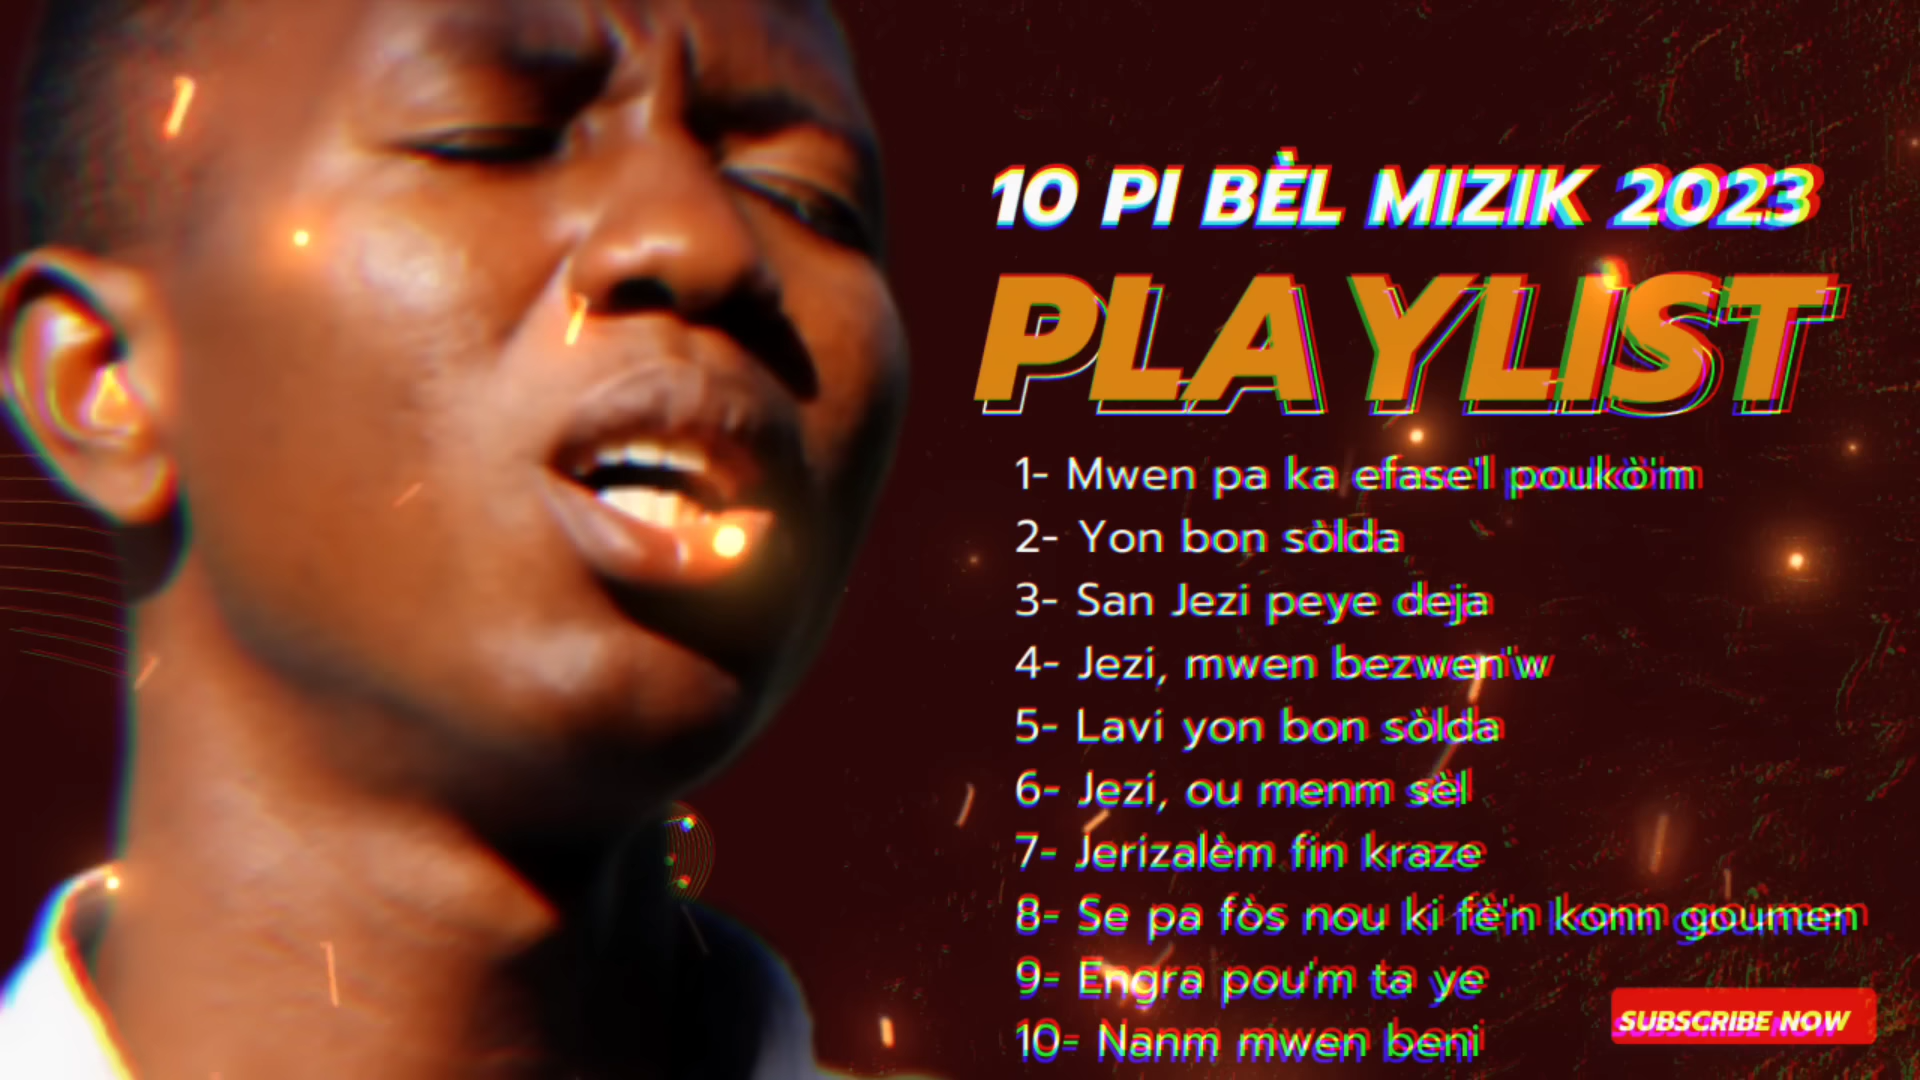 10 PI BÈL MIZIK 2023
PLAYLIST
1- Mwen pa ka efase'l poukò'm
2- Yon bon sòlda
3- San Jezi peye deja
4- Jezi, mwen bezwen'w
5- Lavi yon bon sòlda
6- Jezi, ou menm sèl
7- Jerizalèm fin kraze
8- Se pa fòs nou ki fè'n konn goumen
9- Engra pou'm ta ye
10- Nanm mwen beni
SUBSCRIBE NOW